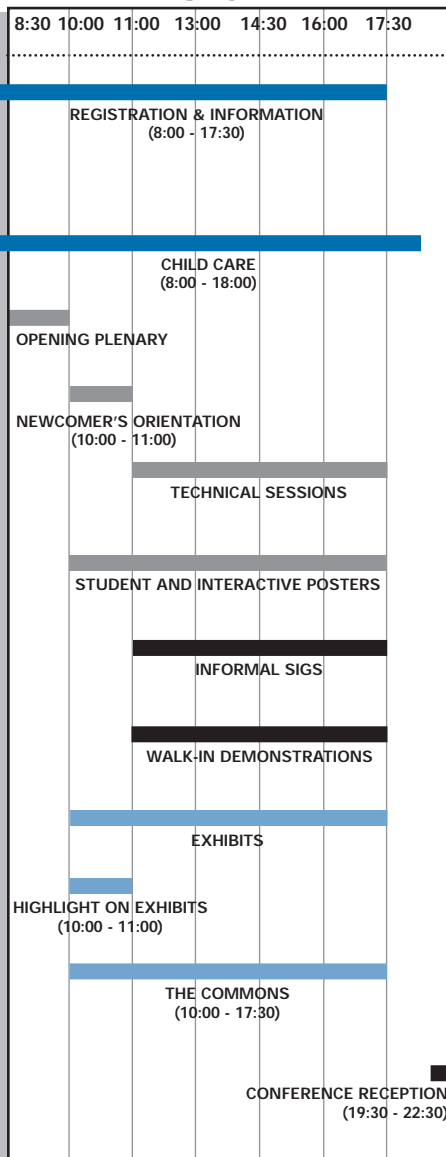 8:30 10:00 11:00 13:00 14:30 16:00 17:30
REGISTRATION & INFORMATION
(8:00 - 17:30)
CHILD CARE
(8:00 - 18:00)
OPENING PLENARY
NEWCOMER'S ORIENTATION
(10:00 - 11:00)
TECHNICAL SESSIONS
STUDENT AND INTERACTIVE POSTERS
INFORMAL SIGS
WALK-IN DEMONSTRATIONS
EXHIBITS
HIGHLIGHT ON EXHIBITS
(10:00 - 11:00)
THE COMMONS
(10:00 - 17:30)
CONFERENCE RECEPTION
(19:30 - 22:30)